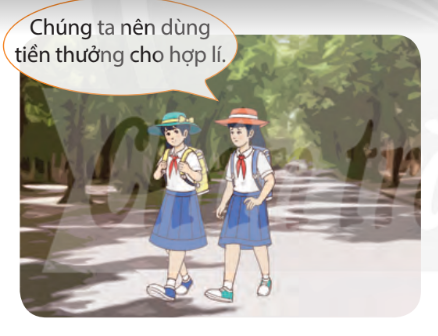 Chúng ta nên dùng
tiền thưởng cho hợp lí.